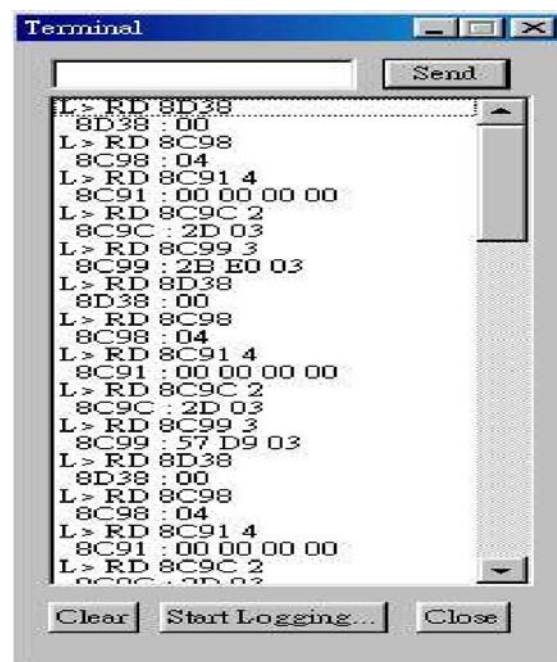 Terminal
Send
L> RD 8D38
8D38 : 00
L> RD 8C98
8C98 : 04
L> RD 8C91 4
8C91 : 00 00 00 00
L> RD 8C9C 2
8C9C : 2D 03
L> RD 8C99 3
8C99 : 2B E0 03
L> RD 8D38
8D38 : 00
L> RD 8C98
8C98 : 04
L> RD 8C91 4
8C91 : 00 00 00 00
L> RD 8C9C 2
8C9C : 2D 03
L> RD 8C99 3
8C99 : 57 D9 03
L> RD 8D38
8D38 : 00
L> RD 8C98
8C98 : 04
L> RD 8C91 4
8C91 : 00 00 00 00
L> RD 8C9C 2
8C9C : 2D 03
Clear Start Logging... Close